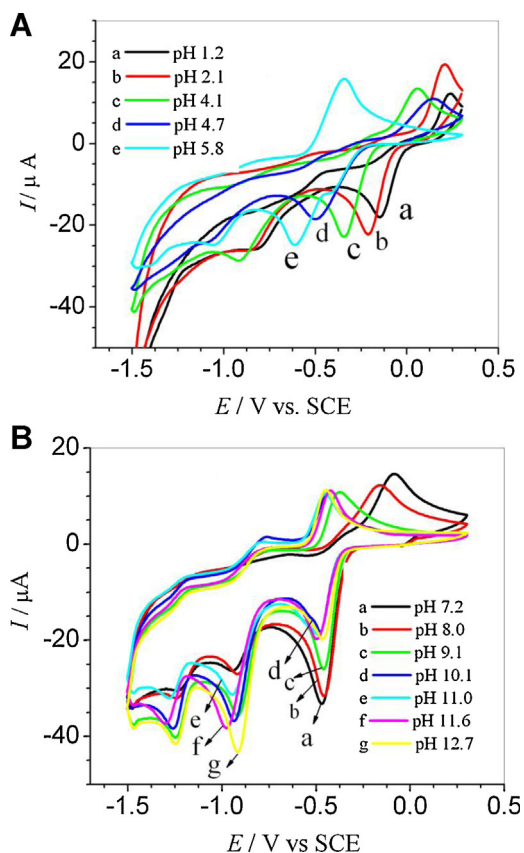 A
a pH 1.2
b pH 2.1
c pH 4.1
d pH 4.7
e pH 5.8
20
0
-20
-40
I / μ A
a
b
c
d
e
-1.5 -1.0 -0.5 0.0 0.5
E / V vs. SCE
B
20
0
-20
-40
I / μA
a pH 7.2
b pH 8.0
c pH 9.1
d pH 10.1
e pH 11.0
f pH 11.6
g pH 12.7
d
c
b
a
e
f
g
-1.5 -1.0 -0.5 0.0 0.5
E / V vs SCE